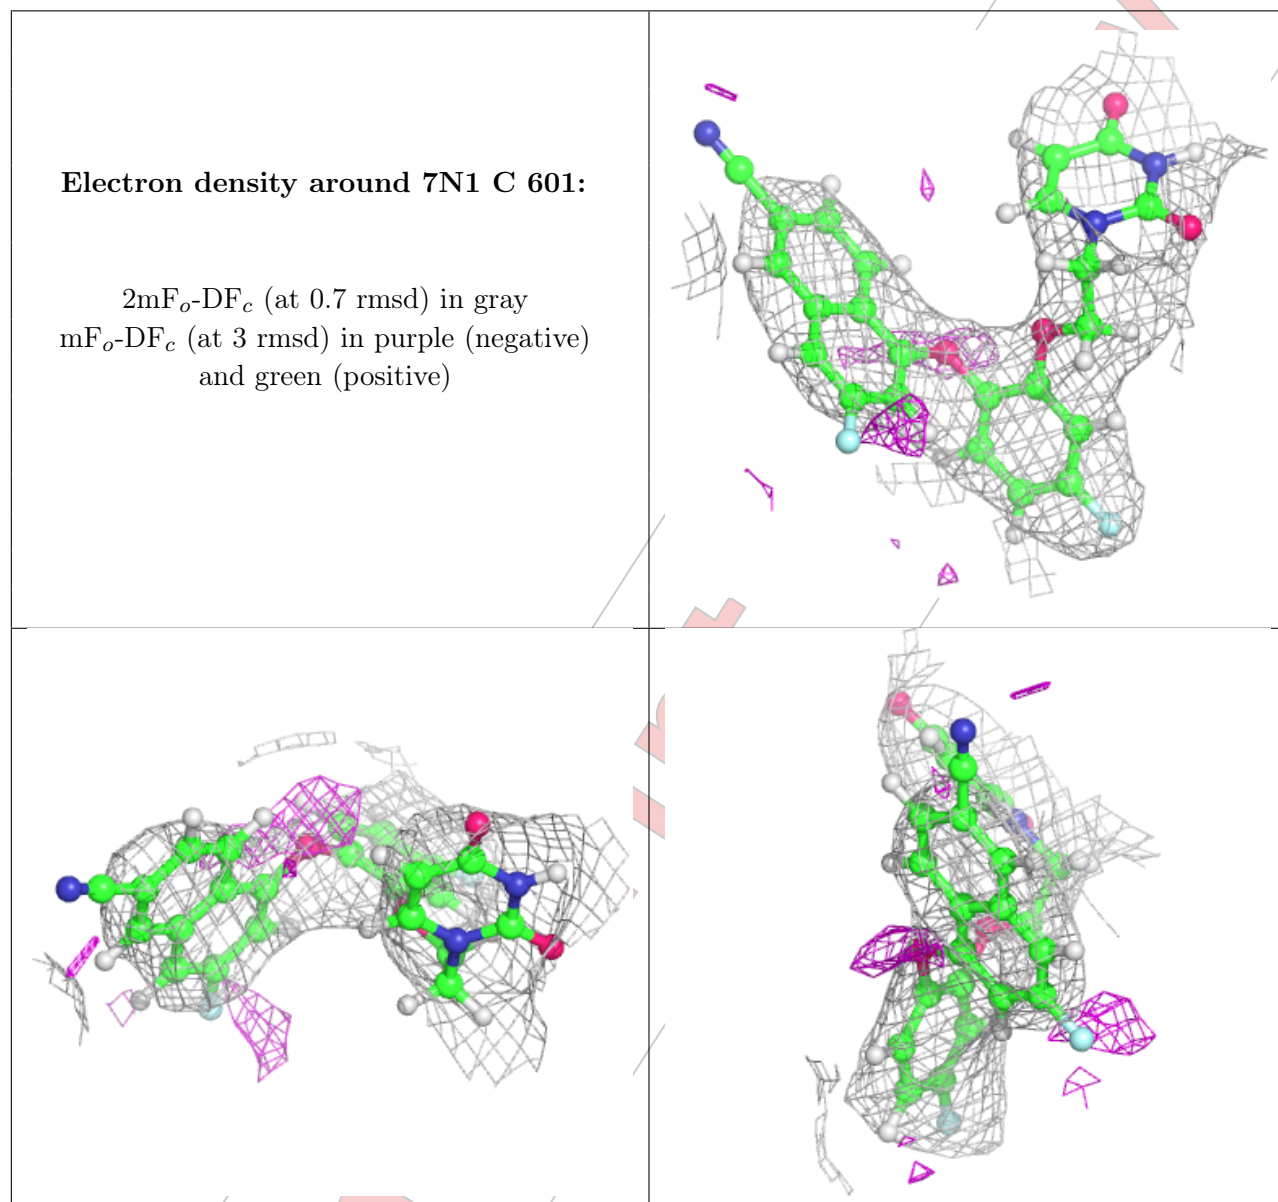 Electron density around 7N1 C 601:
2mFo-DFc (at 0.7 rmsd) in gray
mFo-DFc (at 3 rmsd) in purple (negative)
and green (positive)